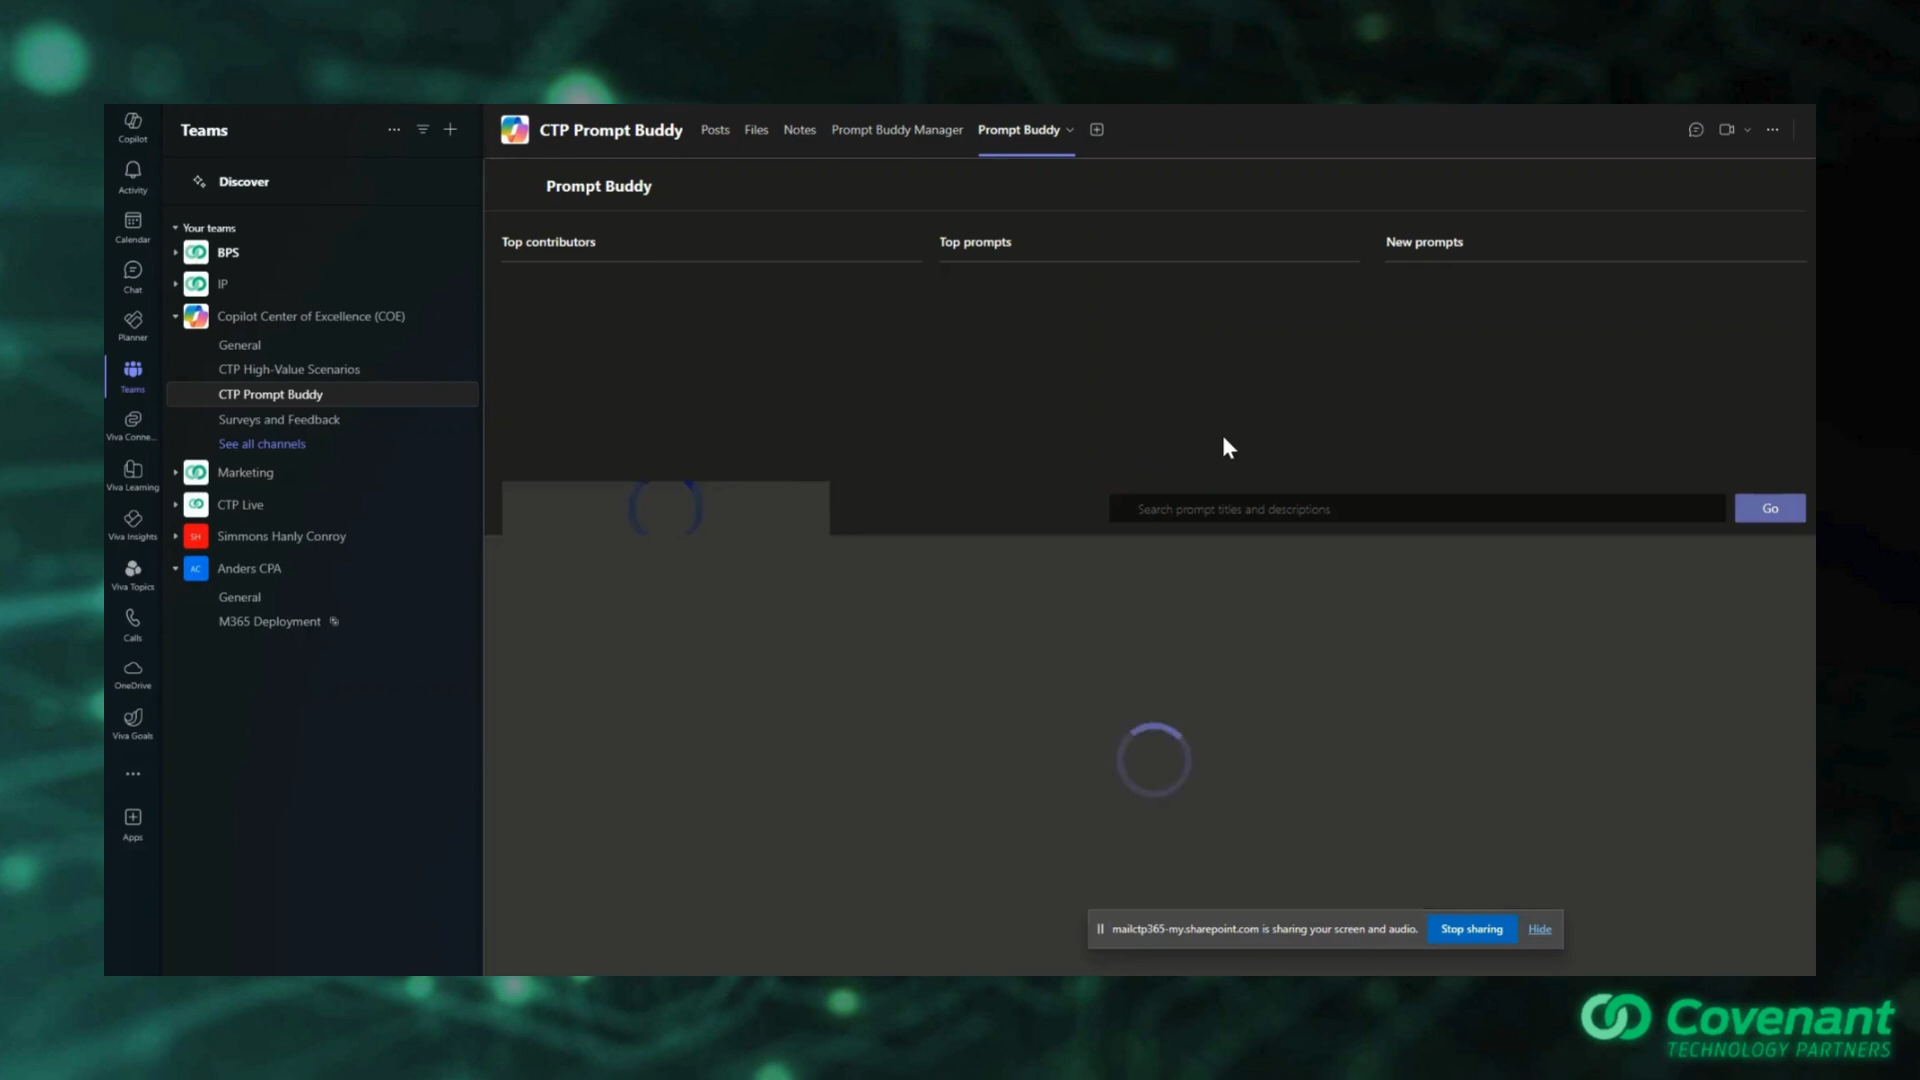 Copilot
Activity
Calendar
Chat
Planner
Teams
Viva Conne...
Viva Learning
Viva Insights
Viva Topics
Calls
OneDrive
Viva Goals
Apps
Teams
Discover
Your teams
BPS
IP
Copilot Center of Excellence (COE)
General
CTP High-Value Scenarios
CTP Prompt Buddy
Surveys and Feedback
See all channels
Marketing
CTP Live
SH Simmons Hanly Conroy
AC Anders CPA
General
M365 Deployment
CTP Prompt Buddy Posts Files Notes Prompt Buddy Manager Prompt Buddy
Prompt Buddy
Top contributors Top prompts New prompts
Search prompt titles and descriptions Go
mailctp365-my.sharepoint.com is sharing your screen and audio. Stop sharing Hide
Covenant
TECHNOLOGY PARTNERS